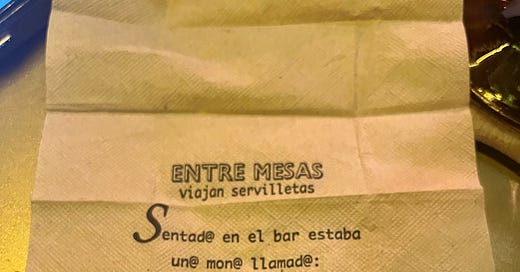 ENTRE MESAS
viajan servilletas
Sentad@ en el bar estaba
un@ mon@ llamad@: